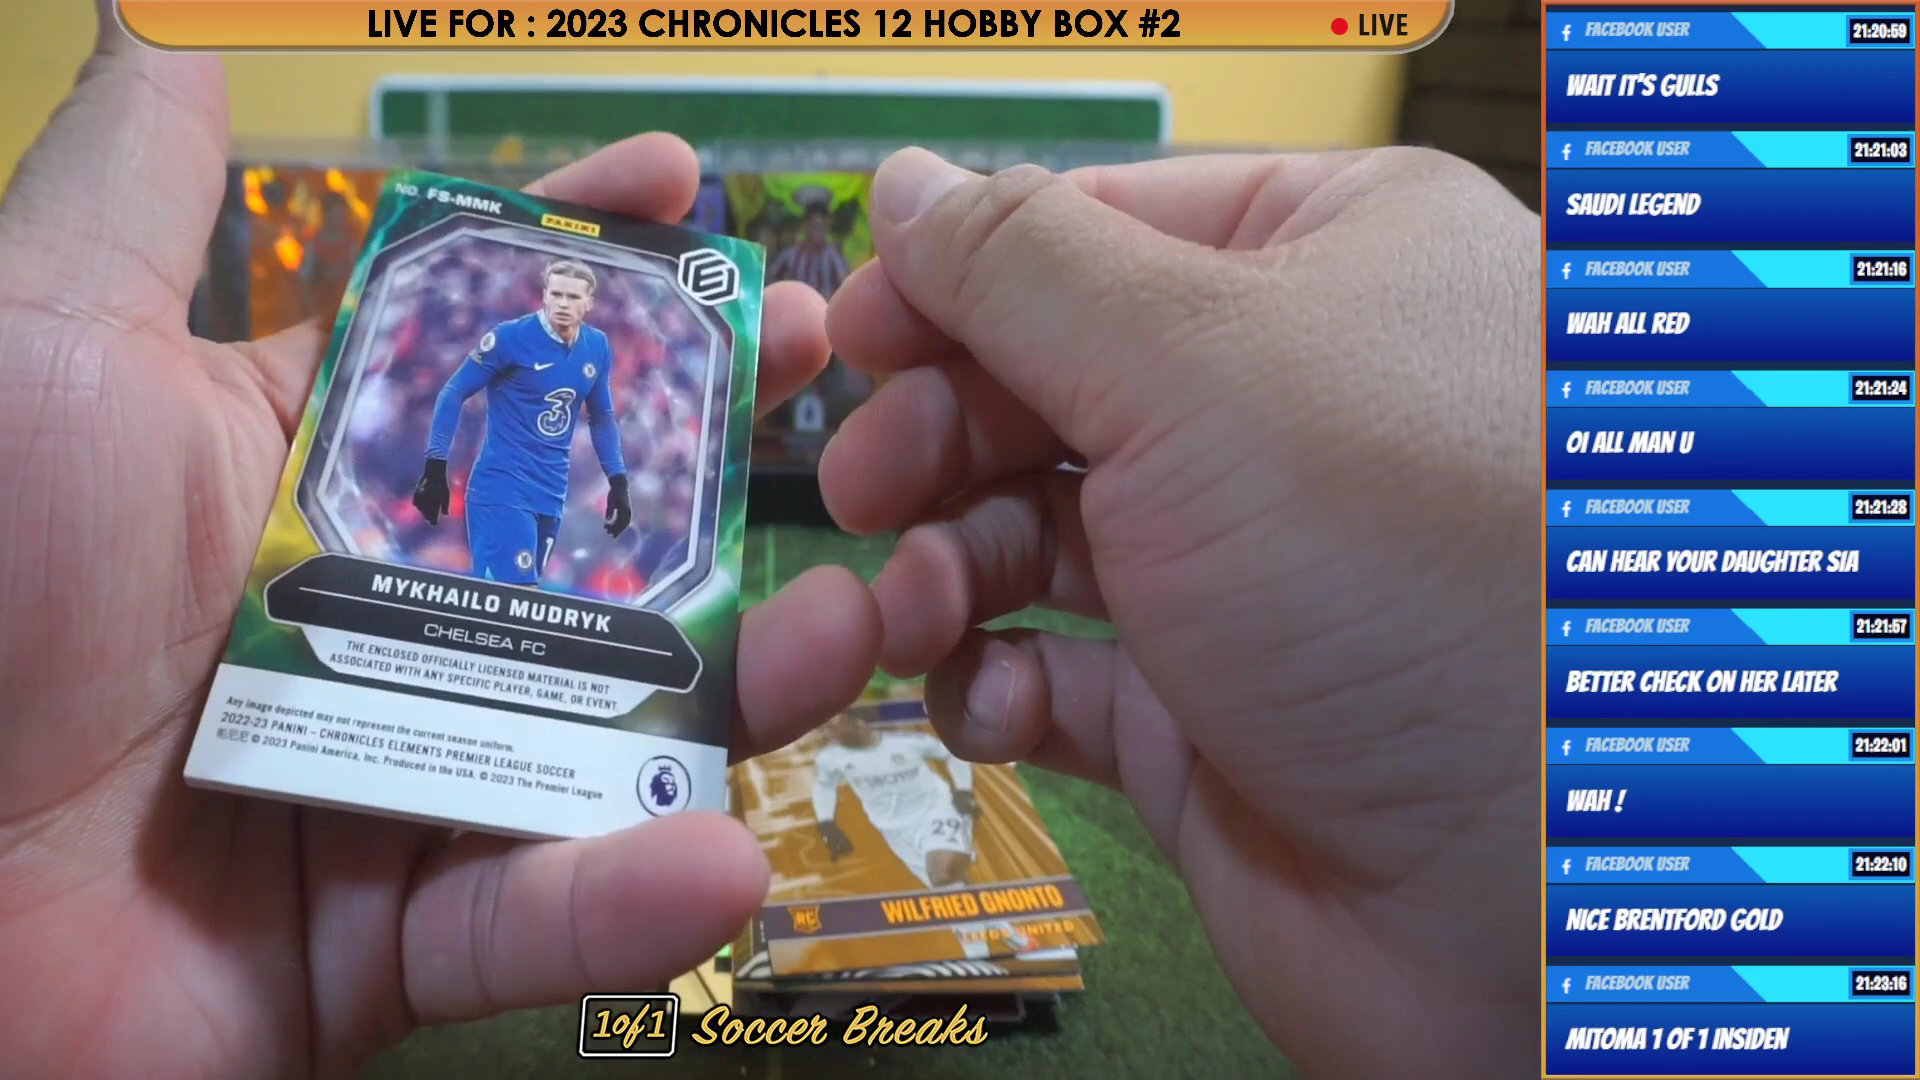 LIVE FOR : 2023 CHRONICLES 12 HOBBY BOX #2
LIVE
NO. FS-MMK
PANINI
E
3
1
MYKHAILO MUDRYK
CHELSEA FC
THE ENCLOSED OFFICIALLY LICENSED MATERIAL IS NOT
ASSOCIATED WITH ANY SPECIFIC PLAYER, GAME, OR EVENT.
Any image depicted may not represent the current season uniform.
2022-23 PANINI – CHRONICLES ELEMENTS PREMIER LEAGUE SOCCER
© 2023 Panini America, Inc. Produced in the USA. © 2023 The Premier League
29
RC
WILFRIED GNONTO
LEEDS UNITED
1of1 Soccer Breaks
FACEBOOK USER 21:20:59
WAIT IT'S GULLS
FACEBOOK USER 21:21:03
SAUDI LEGEND
FACEBOOK USER 21:21:16
WAH ALL RED
FACEBOOK USER 21:21:24
OI ALL MAN U
FACEBOOK USER 21:21:28
CAN HEAR YOUR DAUGHTER SIA
FACEBOOK USER 21:21:57
BETTER CHECK ON HER LATER
FACEBOOK USER 21:22:01
WAH !
FACEBOOK USER 21:22:10
NICE BRENTFORD GOLD
FACEBOOK USER 21:23:16
MITOMA 1 OF 1 INSIDEN